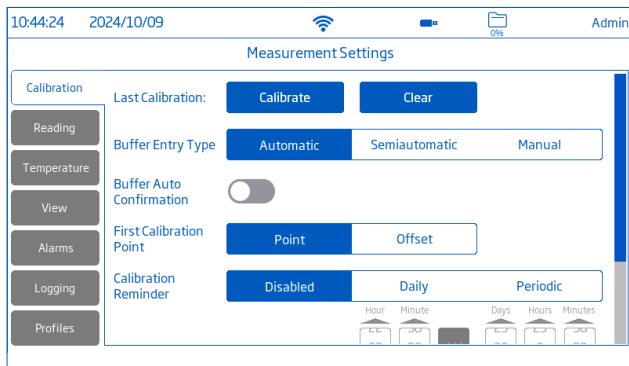 10:44:24 2024/10/09 Admin
0%
Measurement Settings
Calibration
Last Calibration: Calibrate Clear
Reading
Buffer Entry Type Automatic Semiautomatic Manual
Temperature
Buffer Auto
Confirmation
View
First Calibration
Point Point Offset
Alarms
Calibration
Reminder Disabled Daily Periodic
Logging
Hour Minute Days Hours Minutes
Profiles